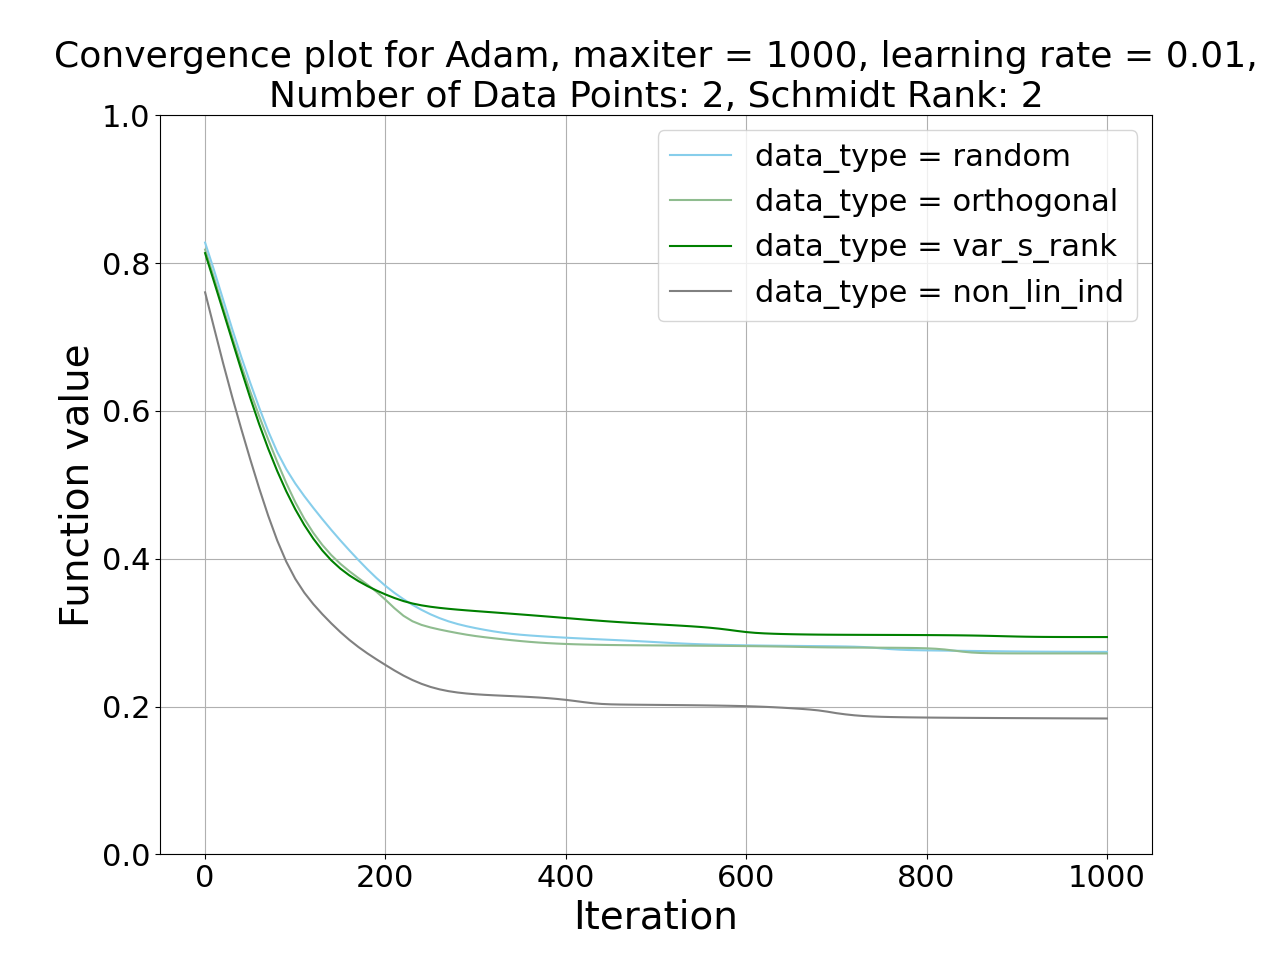 Convergence plot for Adam, maxiter = 1000, learning rate = 0.01,
Number of Data Points: 2, Schmidt Rank: 2
1.0
0.8
0.6
0.4
0.2
0.0
Function value
data_type = random
data_type = orthogonal
data_type = var_s_rank
data_type = non_lin_ind
0 200 400 600 800 1000
Iteration